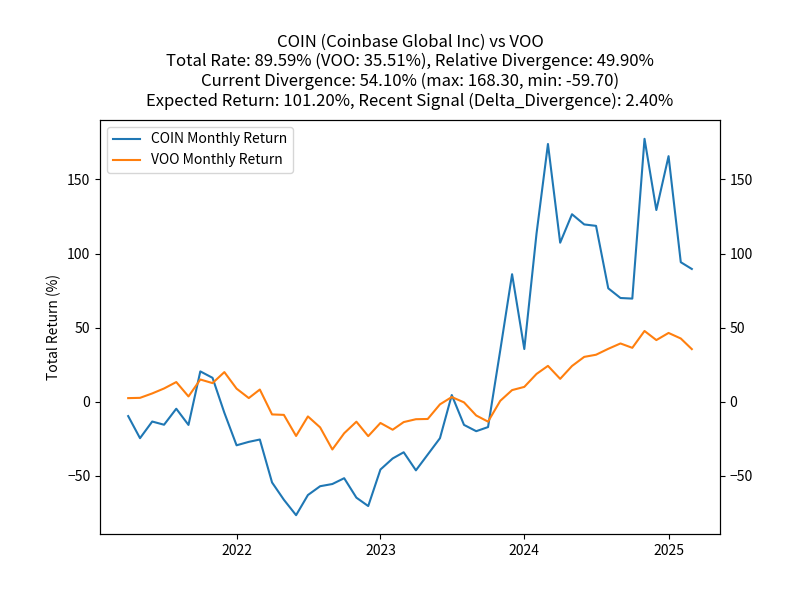 COIN (Coinbase Global Inc) vs VOO
Total Rate: 89.59% (VOO: 35.51%), Relative Divergence: 49.90%
Current Divergence: 54.10% (max: 168.30, min: -59.70)
Expected Return: 101.20%, Recent Signal (Delta_Divergence): 2.40%
COIN Monthly Return
VOO Monthly Return
Total Return (%)
150
100
50
0
−50
150
100
50
0
−50
2022
2023
2024
2025